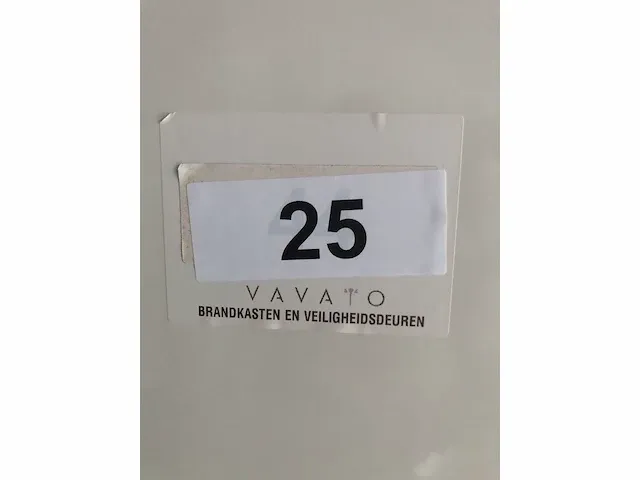 25
VAVATO
BRANDKASTEN EN VEILIGHEIDSDEUREN